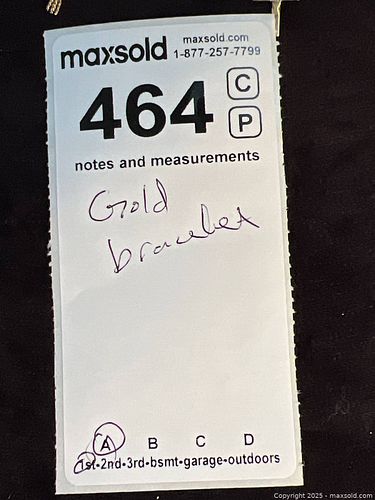 maxsold
maxsold.com
1-877-257-7799
464
C
P
notes and measurements
Gold
bracelet
A B C D
1st•2nd•3rd•bsmt•garage•outdoors
Copyright 2025 - maxsold.com